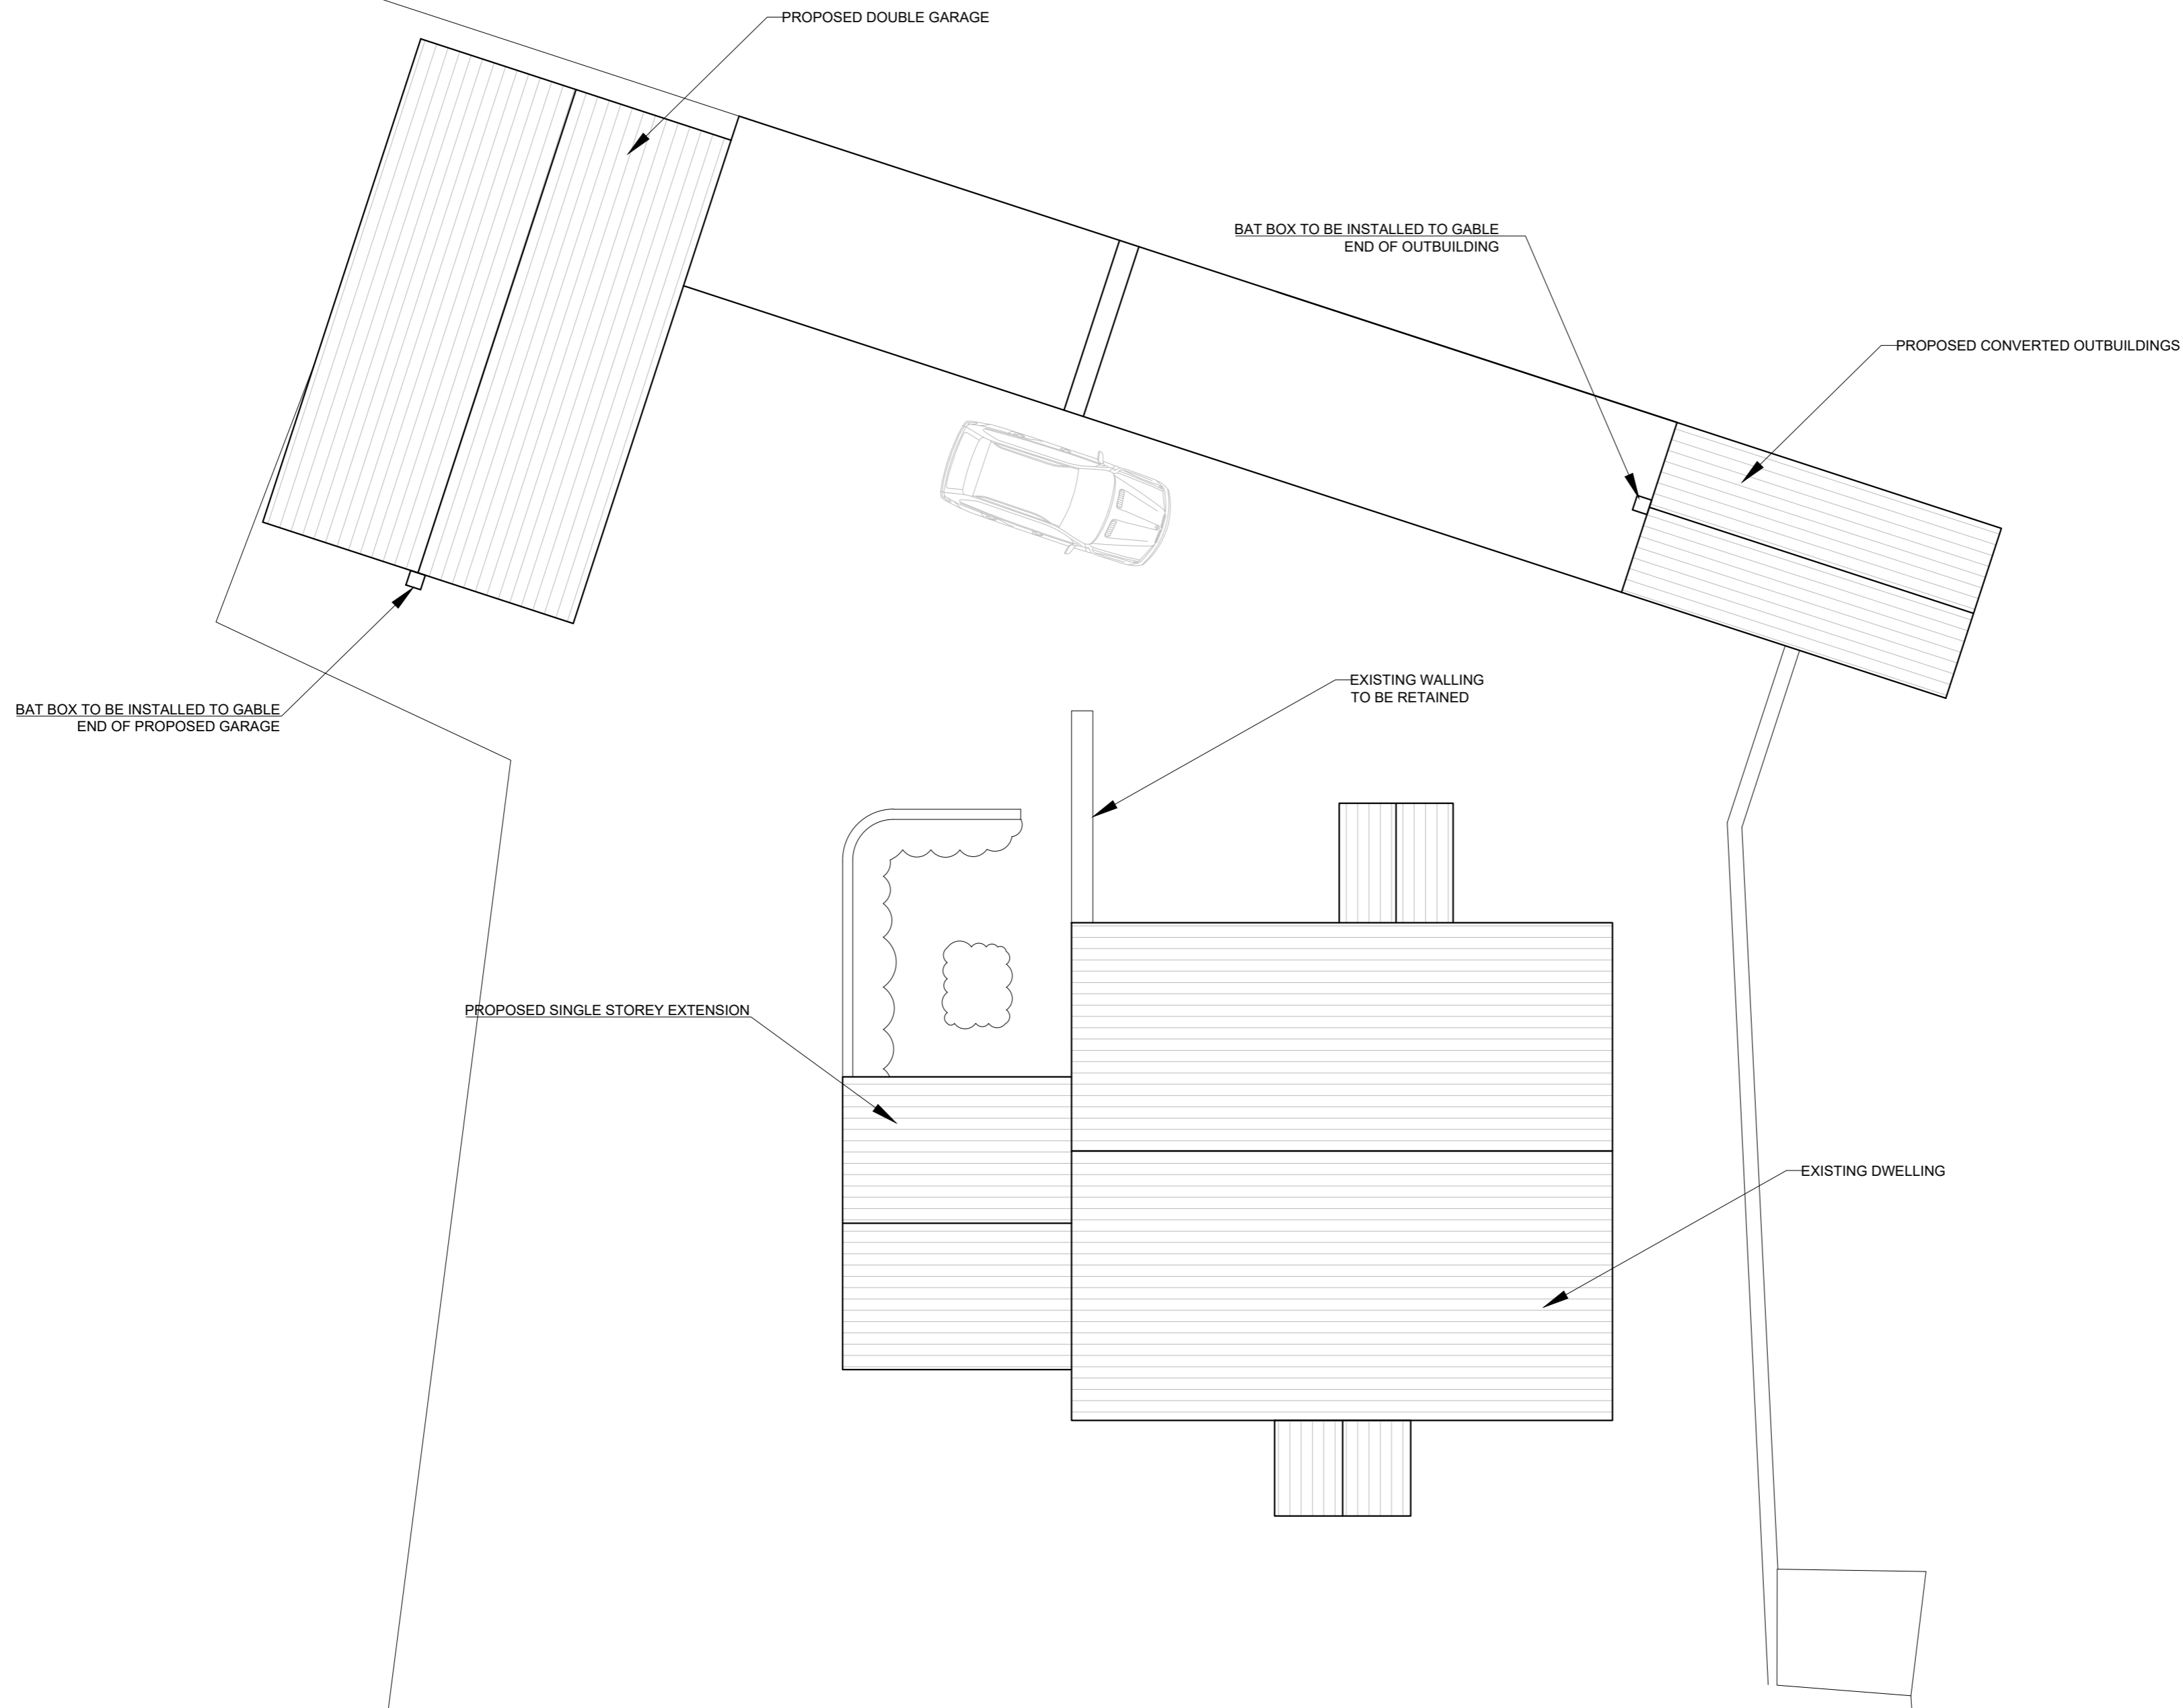 PROPOSED DOUBLE GARAGE
BAT BOX TO BE INSTALLED TO GABLE
END OF OUTBUILDING
PROPOSED CONVERTED OUTBUILDINGS
EXISTING WALLING
TO BE RETAINED
BAT BOX TO BE INSTALLED TO GABLE
END OF PROPOSED GARAGE
PROPOSED SINGLE STOREY EXTENSION
EXISTING DWELLING